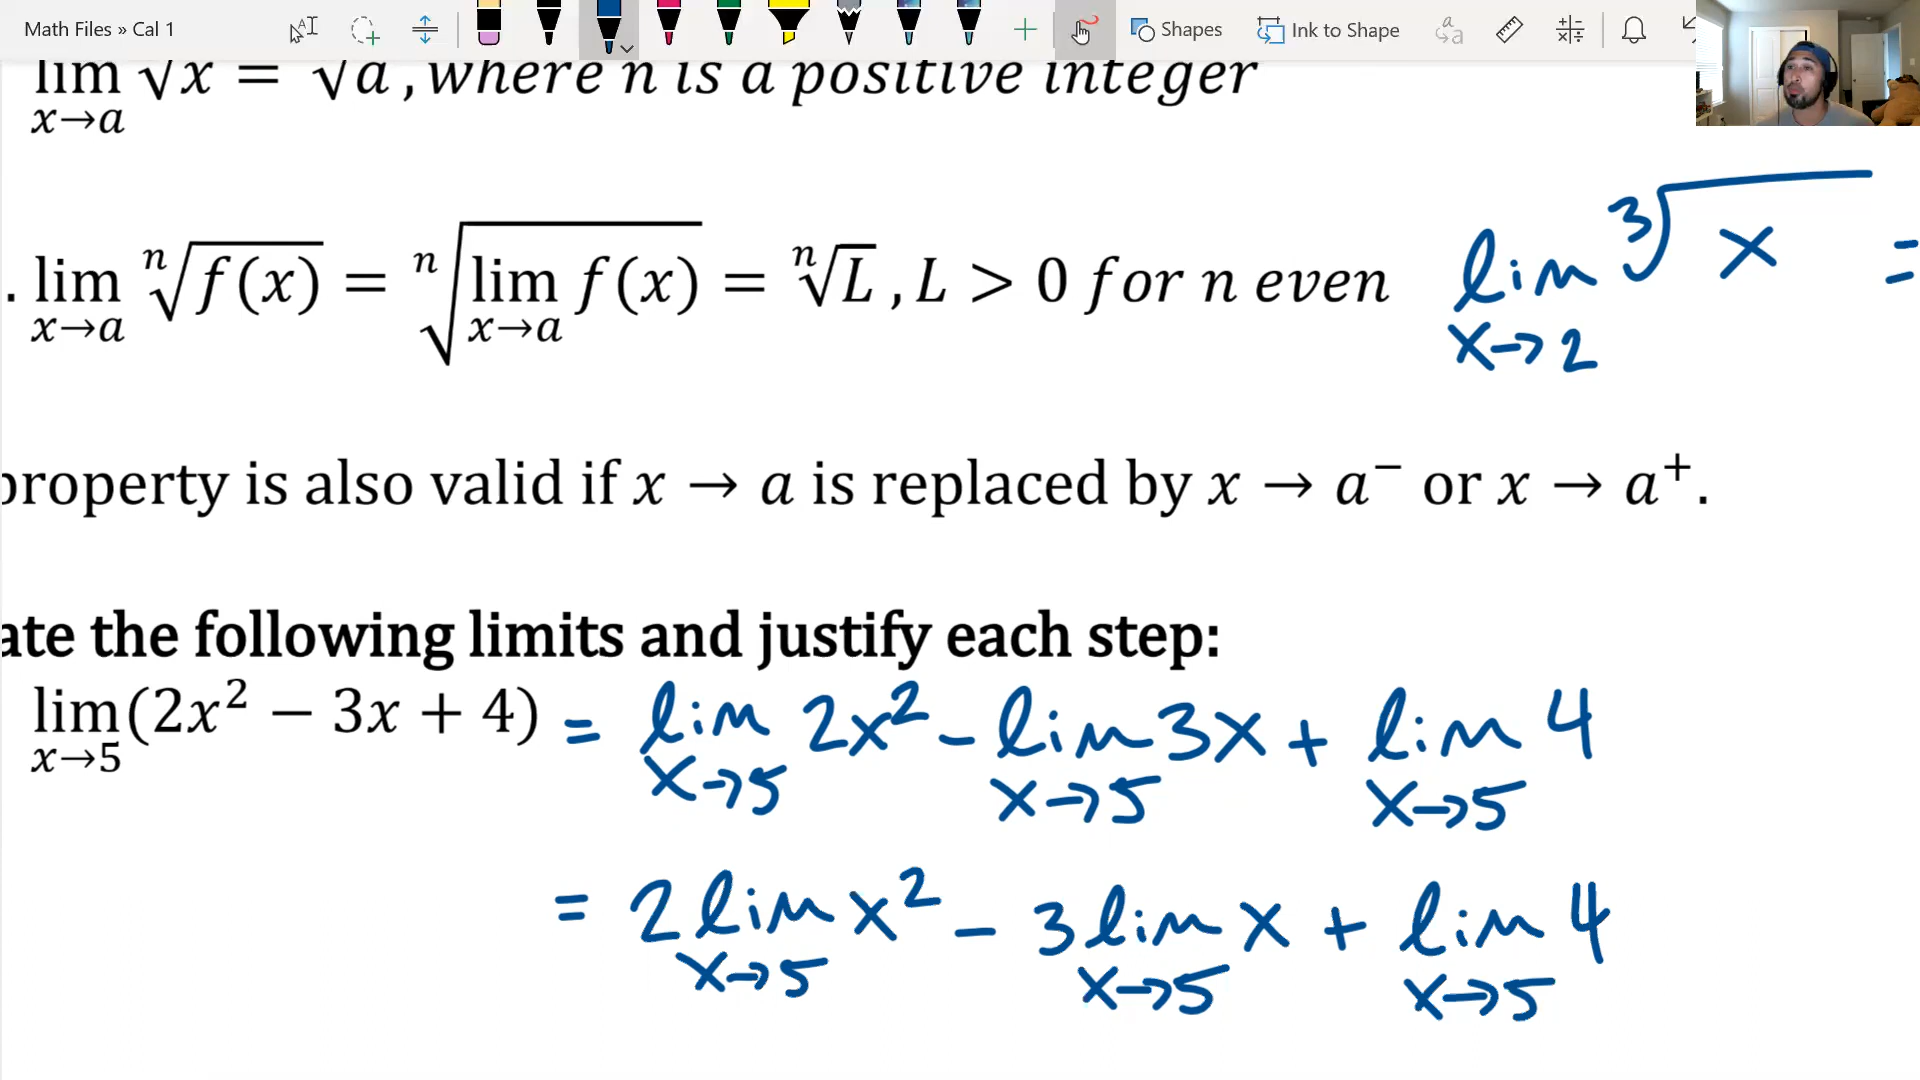 Math Files » Cal 1
Shapes
Ink to Shape
lim √x = √a , where n is a positive integer
x→a
. lim ⁿ√f(x) = ⁿ√lim f(x) = ⁿ√L , L > 0 for n even
x→a x→a
lim ³√x =
x→2
property is also valid if x → a is replaced by x → a⁻ or x → a⁺.
ate the following limits and justify each step:
lim(2x² − 3x + 4) = lim 2x² - lim 3x + lim 4
x→5 x→5 x→5 x→5
= 2 lim x² - 3 lim x + lim 4
x→5 x→5 x→5